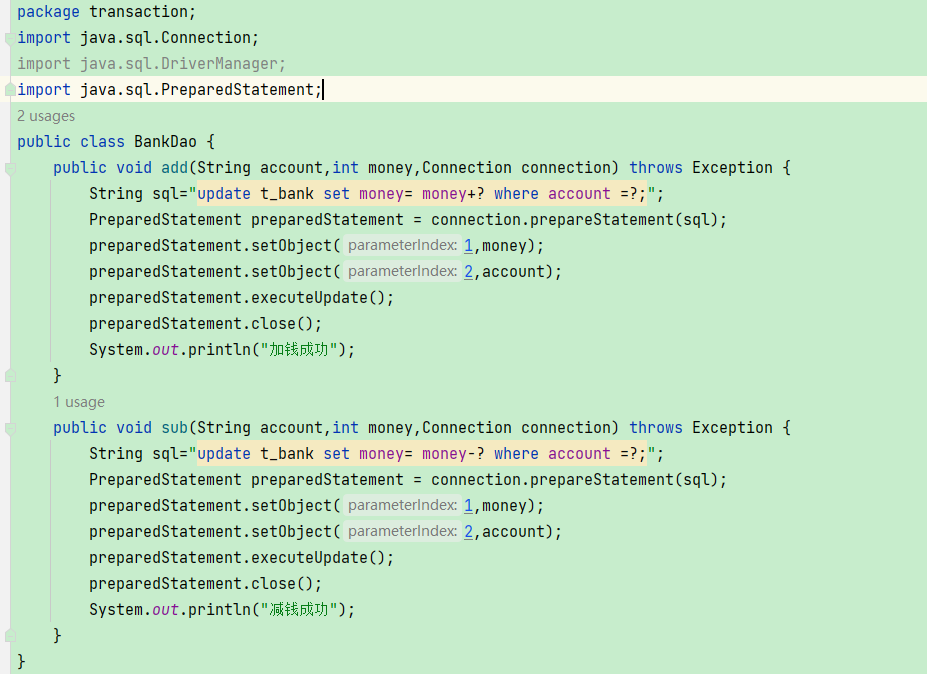 package transaction;
import java.sql.Connection;
import java.sql.DriverManager;
import java.sql.PreparedStatement;
2 usages
public class BankDao {
    public void add(String account,int money,Connection connection) throws Exception {
        String sql="update t_bank set money= money+? where account =?;";
        PreparedStatement preparedStatement = connection.prepareStatement(sql);
        preparedStatement.setObject( parameterIndex: 1,money);
        preparedStatement.setObject( parameterIndex: 2,account);
        preparedStatement.executeUpdate();
        preparedStatement.close();
        System.out.println("加钱成功");
    }
    1 usage
    public void sub(String account,int money,Connection connection) throws Exception {
        String sql="update t_bank set money= money-? where account =?;";
        PreparedStatement preparedStatement = connection.prepareStatement(sql);
        preparedStatement.setObject( parameterIndex: 1,money);
        preparedStatement.setObject( parameterIndex: 2,account);
        preparedStatement.executeUpdate();
        preparedStatement.close();
        System.out.println("减钱成功");
    }
}